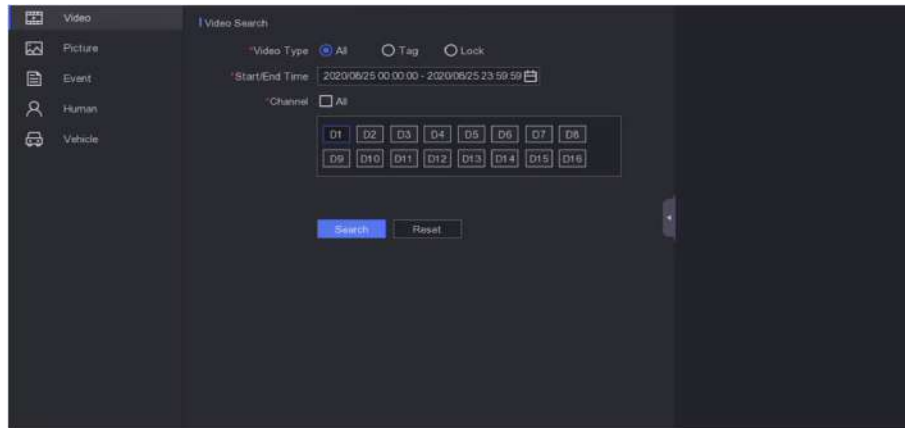 Video
Picture
Event
Human
Vehicle
Video Search
*Video Type All Tag Lock
*Start/End Time 2020/08/25 00:00:00 - 2020/08/25 23:59:59
*Channel All
D1 D2 D3 D4 D5 D6 D7 D8
D9 D10 D11 D12 D13 D14 D15 D16
Search Reset